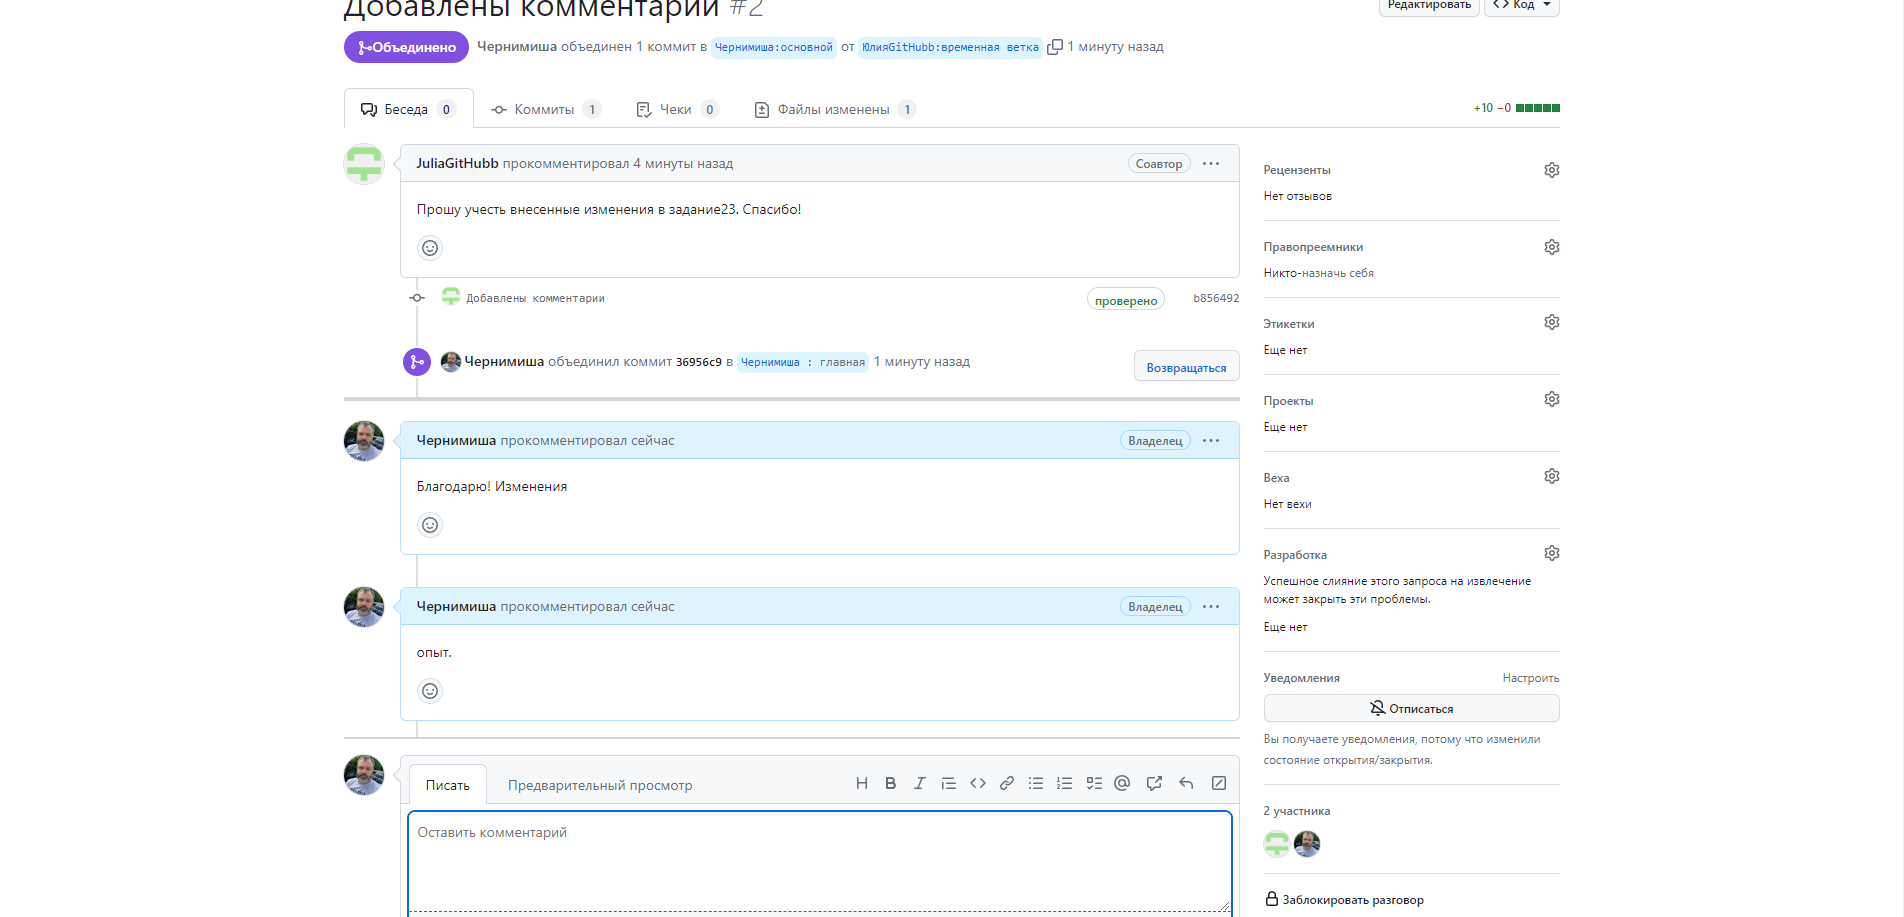 Добавлены комментарии #2
Редактировать
Код
Объединено
Чернимиша объединен 1 коммит в Чернимиша:основной от ЮлияGitHubb:временная ветка 1 минуту назад
Беседа 0
Коммиты 1
Чеки 0
Файлы изменены 1
+10 −0
JuliaGitHubb прокомментировал 4 минуты назад
Соавтор
Прошу учесть внесенные изменения в задание23. Спасибо!
Добавлены комментарии
проверено
b856492
Чернимиша объединил коммит 36956c9 в Чернимиша : главная 1 минуту назад
Возвращаться
Чернимиша прокомментировал сейчас
Владелец
Благодарю! Изменения
Чернимиша прокомментировал сейчас
Владелец
опыт.
Писать
Предварительный просмотр
Оставить комментарий
Рецензенты
Нет отзывов
Правопреемники
Никто-назначь себя
Этикетки
Еще нет
Проекты
Еще нет
Веха
Нет вехи
Разработка
Успешное слияние этого запроса на извлечение
может закрыть эти проблемы.
Еще нет
Уведомления
Настроить
Отписаться
Вы получаете уведомления, потому что изменили
состояние открытия/закрытия.
2 участника
Заблокировать разговор